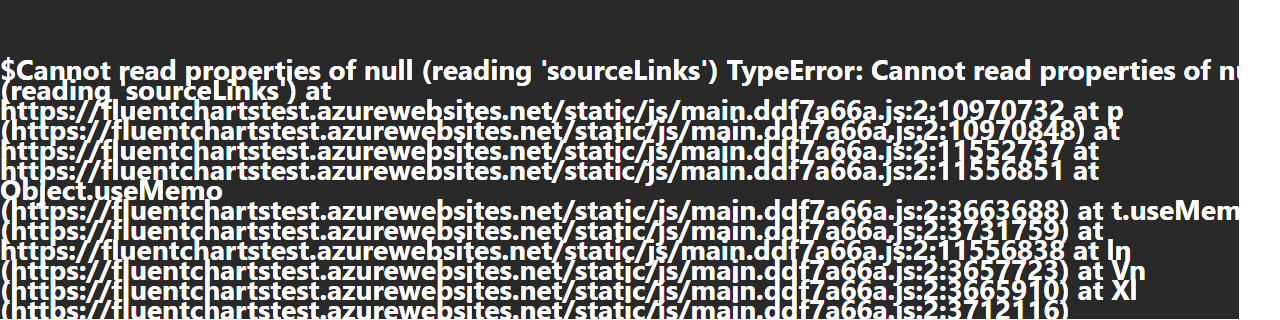 $Cannot read properties of null (reading 'sourceLinks') TypeError: Cannot read properties of
(reading 'sourceLinks') at
https://fluentchartstest.azurewebsites.net/static/js/main.ddf7a66a.js:2:10970732 at p
(https://fluentchartstest.azurewebsites.net/static/js/main.ddf7a66a.js:2:10970848) at
https://fluentchartstest.azurewebsites.net/static/js/main.ddf7a66a.js:2:11552737 at
https://fluentchartstest.azurewebsites.net/static/js/main.ddf7a66a.js:2:11556851 at
Object.useMemo
(https://fluentchartstest.azurewebsites.net/static/js/main.ddf7a66a.js:2:3663688) at t.useMem
(https://fluentchartstest.azurewebsites.net/static/js/main.ddf7a66a.js:2:3731759) at
https://fluentchartstest.azurewebsites.net/static/js/main.ddf7a66a.js:2:11556838 at ln
(https://fluentchartstest.azurewebsites.net/static/js/main.ddf7a66a.js:2:3657723) at Vn
(https://fluentchartstest.azurewebsites.net/static/js/main.ddf7a66a.js:2:3665910) at Xl
(https://fluentchartstest.azurewebsites.net/static/js/main.ddf7a66a.js:2:3712116)